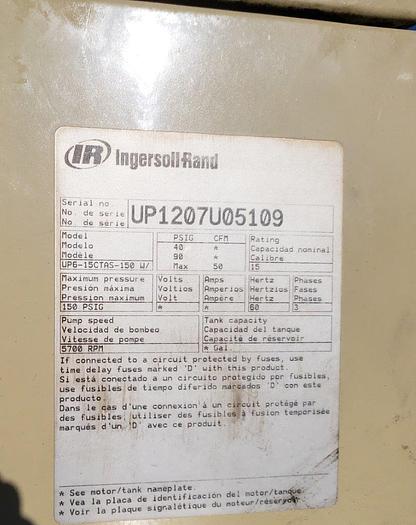 IR Ingersoll-Rand
Serial no
No. de serie UP1207U05109
No de série
Model PSIG CFM Rating
Modelo 40 * Capacidad nominal
Modèle 90 * Calibre
UP6-15CTAS-150 W/ Max 50 15
Maximum pressure Volts Amps Hertz Phases
Presión máxima Voltios Amperios Hertzios Fases
Pression maximum Volt Ampère Hertz Phases
150 PSIG * * 60 3
Pump speed Tank capacity
Velocidad de bombeo Capacidad del tanque
Vitesse de pompe Capacité de réservoir
5700 RPM * Gal.
If connected to a circuit protected by fuses, use
time delay fuses marked 'D' with this product.
Si está conectado a un circuito protegido por fusibles,
use fusibles de tiempo diferido marcados 'D' con este
producto.
Dans le cas d'une connexion à un circuit protégé par
des fusibles, utiliser des fusibles à fusion temporisée
marqués d'un 'D' avec ce produit.
* See motor/tank nameplate.
* Vea la placa de identificación del motor/tanque
* Voir la plaque signalétique du moteur/réservoir